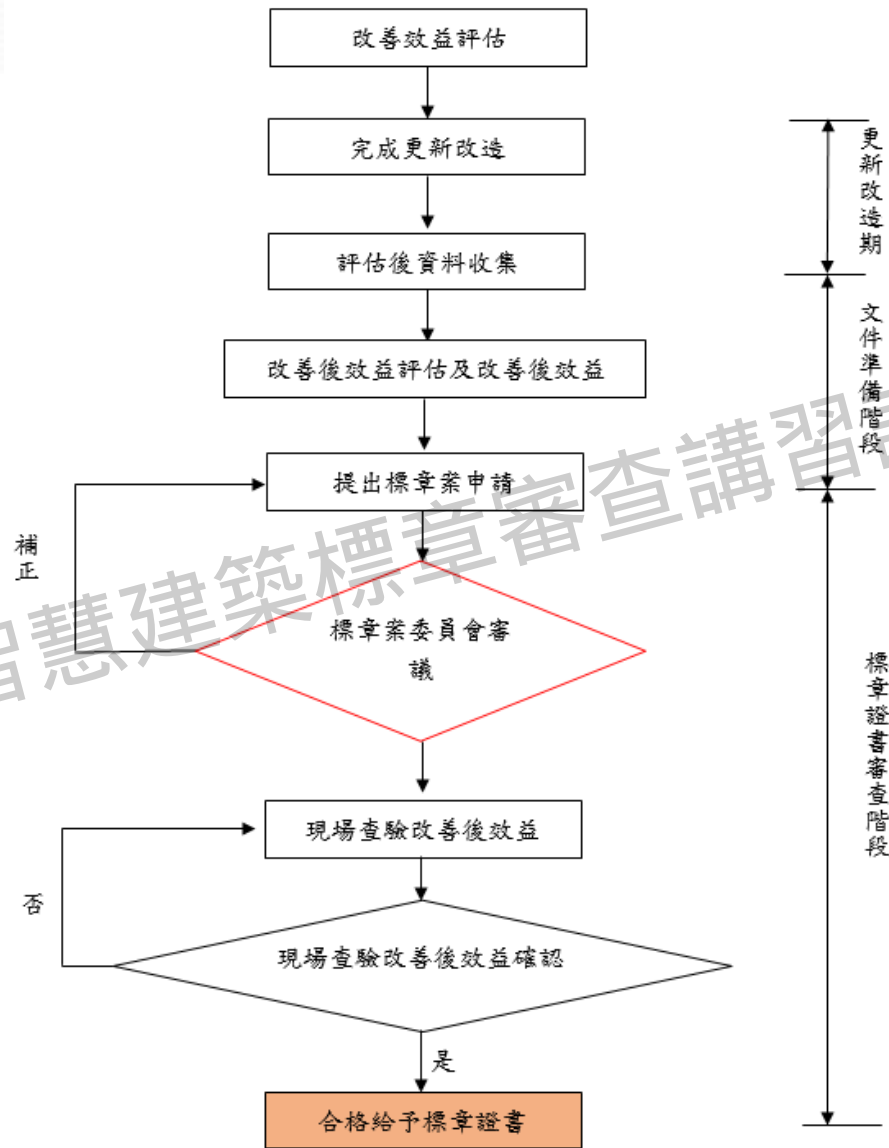 改善效益評估
完成更新改造
更新改造期
評估後資料收集
改善後效益評估及改善後效益
文件準備階段
提出標章案申請
補正
標章案委員會審
議
標章證書審查階段
現場查驗改善後效益
否
現場查驗改善後效益確認
是
合格給予標章證書
智慧建築標章審查講習